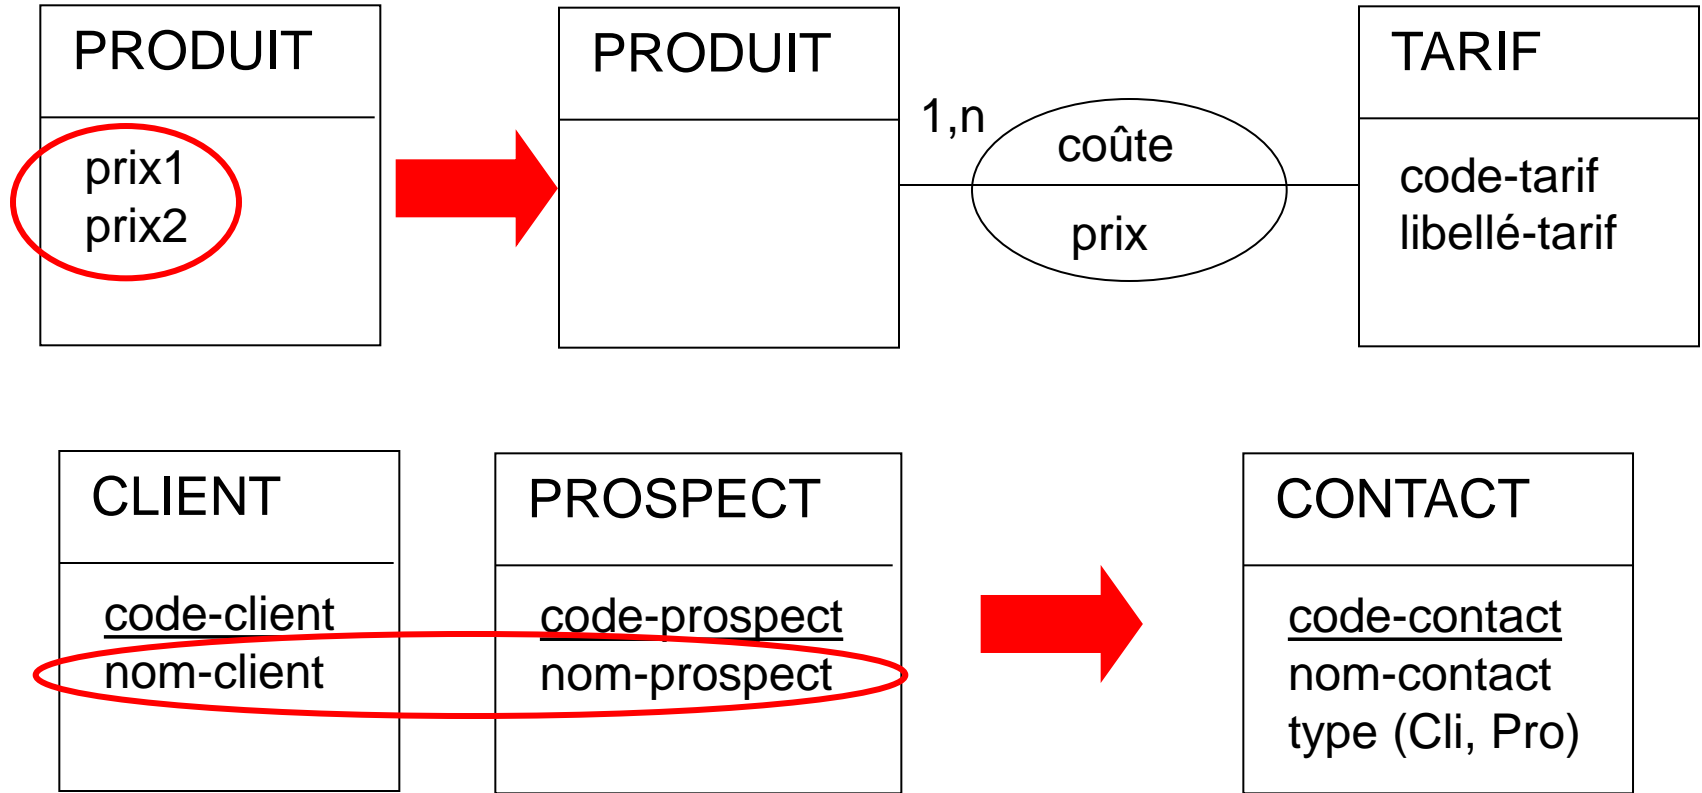 PRODUIT
prix1
prix2
PRODUIT
1,n
coûte
prix
TARIF
code-tarif
libellé-tarif
CLIENT
code-client
nom-client
PROSPECT
code-prospect
nom-prospect
CONTACT
code-contact
nom-contact
type (Cli, Pro)